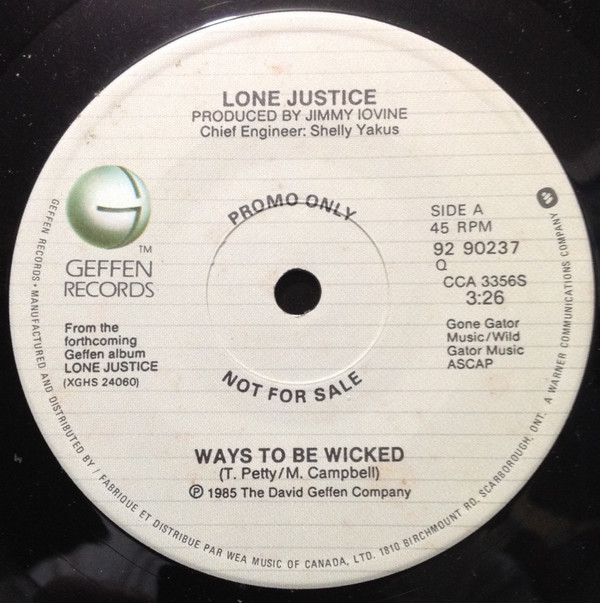 LONE JUSTICE
PRODUCED BY JIMMY IOVINE
Chief Engineer: Shelly Yakus
PROMO ONLY
SIDE A
45 RPM
92 90237
Q
CCA 3356S
3:26
G
TM
GEFFEN
RECORDS
From the
forthcoming
Geffen album
LONE JUSTICE
(XGHS 24060)
Gone Gator
Music/Wild
Gator Music
ASCAP
NOT FOR SALE
WAYS TO BE WICKED
(T. Petty/M. Campbell)
℗ 1985 The David Geffen Company
GEFFEN RECORDS • MANUFACTURED AND DISTRIBUTED BY / FABRIQUE ET DISTRIBUE PAR WEA MUSIC OF CANADA, LTD. 1810 BIRCHMOUNT RD. SCARBOROUGH, ONT. A WARNER COMMUNICATIONS COMPANY